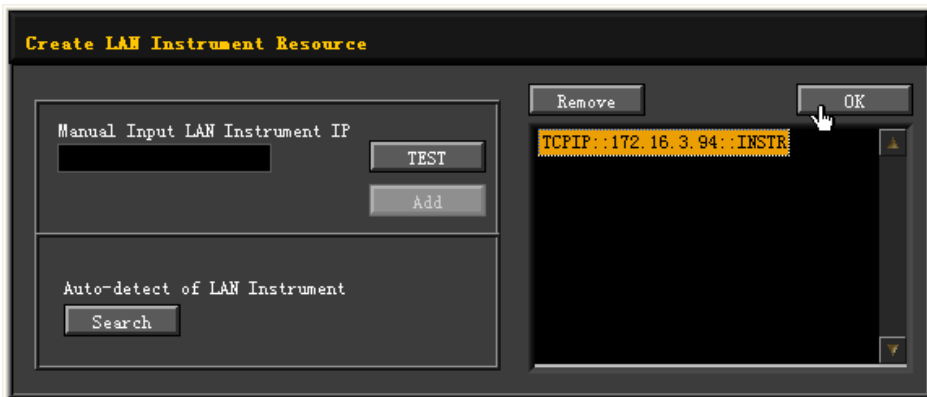 Create LAN Instrument Resource
Manual Input LAN Instrument IP
TEST
Add
Auto-detect of LAN Instrument
Search
Remove
OK
TCPIP::172.16.3.94::INSTR